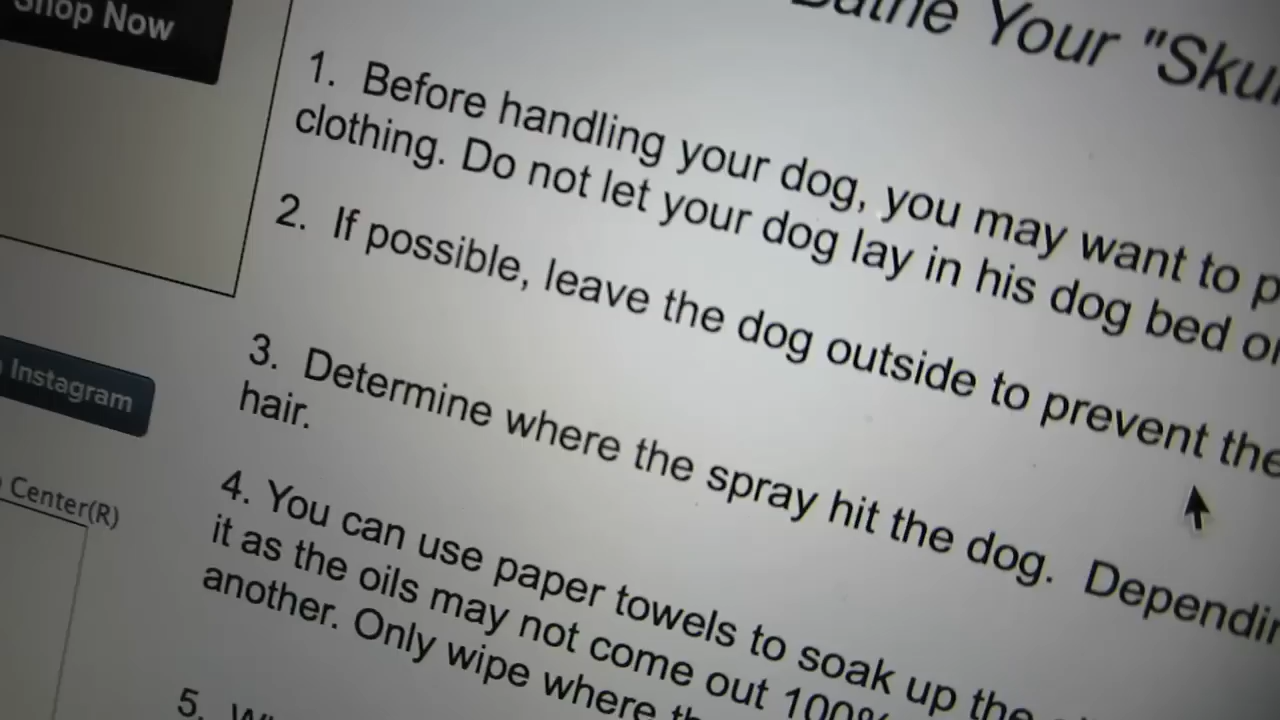 Shop Now
Bathe Your "Skun
1. Before handling your dog, you may want to p
clothing. Do not let your dog lay in his dog bed or
2. If possible, leave the dog outside to prevent the
3. Determine where the spray hit the dog. Dependin
hair.
4. You can use paper towels to soak up the
it as the oils may not come out 100%
another. Only wipe where th
5. W
Instagram
Center(R)